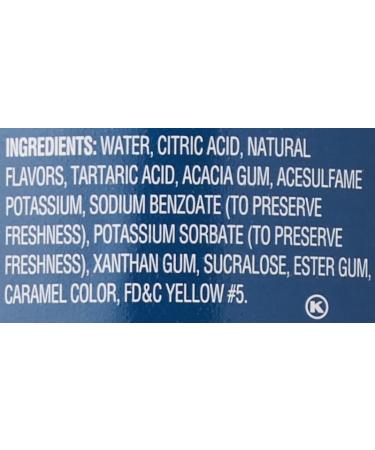 INGREDIENTS: WATER, CITRIC ACID, NATURAL
FLAVORS, TARTARIC ACID, ACACIA GUM, ACESULFAME
POTASSIUM, SODIUM BENZOATE (TO PRESERVE
FRESHNESS), POTASSIUM SORBATE (TO PRESERVE
FRESHNESS), XANTHAN GUM, SUCRALOSE, ESTER GUM,
CARAMEL COLOR, FD&C YELLOW #5.
K